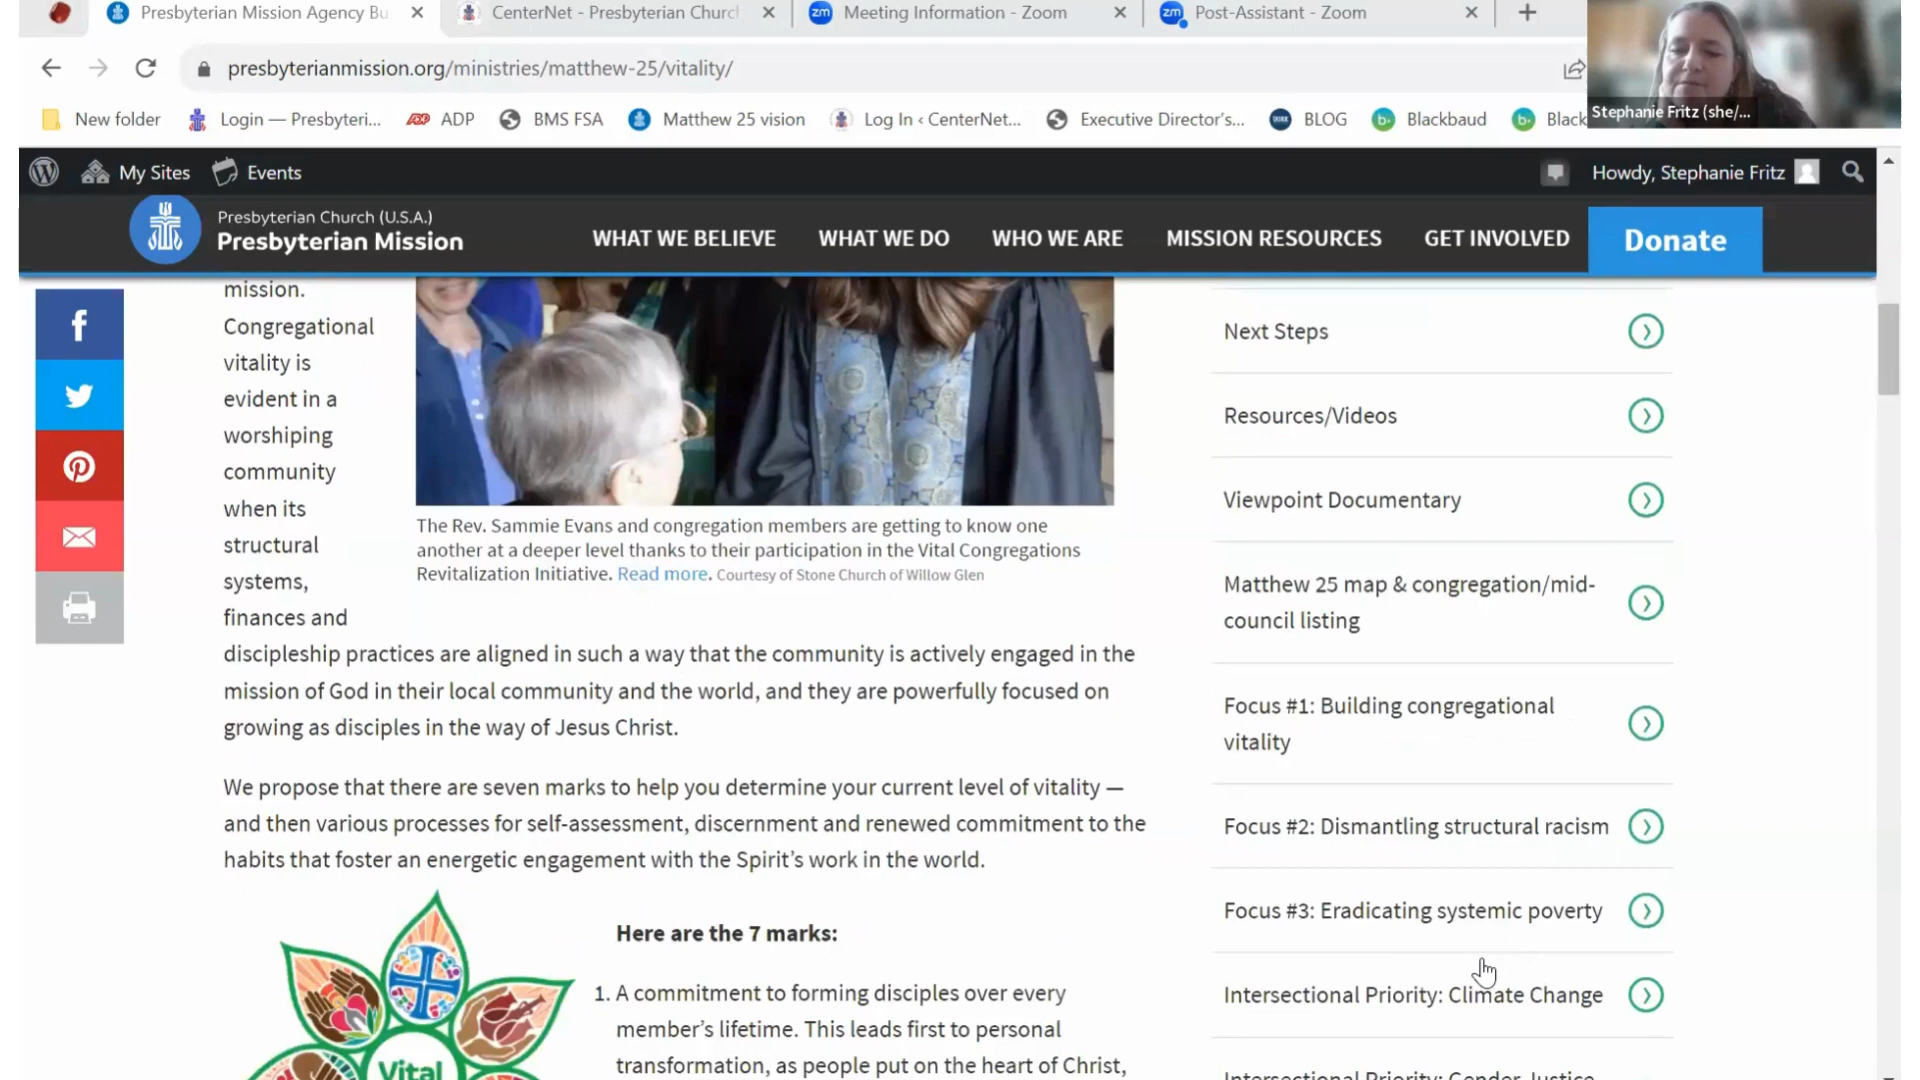 Presbyterian Mission Agency Bu
CenterNet - Presbyterian Church
zm Meeting Information - Zoom
zm Post-Assistant - Zoom
presbyterianmission.org/ministries/matthew-25/vitality/
New folder
Login — Presbyteri...
ADP ADP
BMS FSA
Matthew 25 vision
Log In ‹ CenterNet...
Executive Director's...
BLOG
b. Blackbaud
b. Black
Stephanie Fritz (she/...
My Sites
Events
Howdy, Stephanie Fritz
Presbyterian Church (U.S.A.)
Presbyterian Mission
WHAT WE BELIEVE
WHAT WE DO
WHO WE ARE
MISSION RESOURCES
GET INVOLVED
Donate
mission.
Congregational
vitality is
evident in a
worshiping
community
when its
structural
systems,
finances and
discipleship practices are aligned in such a way that the community is actively engaged in the
mission of God in their local community and the world, and they are powerfully focused on
growing as disciples in the way of Jesus Christ.
The Rev. Sammie Evans and congregation members are getting to know one
another at a deeper level thanks to their participation in the Vital Congregations
Revitalization Initiative. Read more. Courtesy of Stone Church of Willow Glen
We propose that there are seven marks to help you determine your current level of vitality —
and then various processes for self-assessment, discernment and renewed commitment to the
habits that foster an energetic engagement with the Spirit's work in the world.
Vital
Here are the 7 marks:
1. A commitment to forming disciples over every
member's lifetime. This leads first to personal
transformation, as people put on the heart of Christ,
Next Steps
Resources/Videos
Viewpoint Documentary
Matthew 25 map & congregation/mid-
council listing
Focus #1: Building congregational
vitality
Focus #2: Dismantling structural racism
Focus #3: Eradicating systemic poverty
Intersectional Priority: Climate Change
Intersectional Priority: Gender Justice